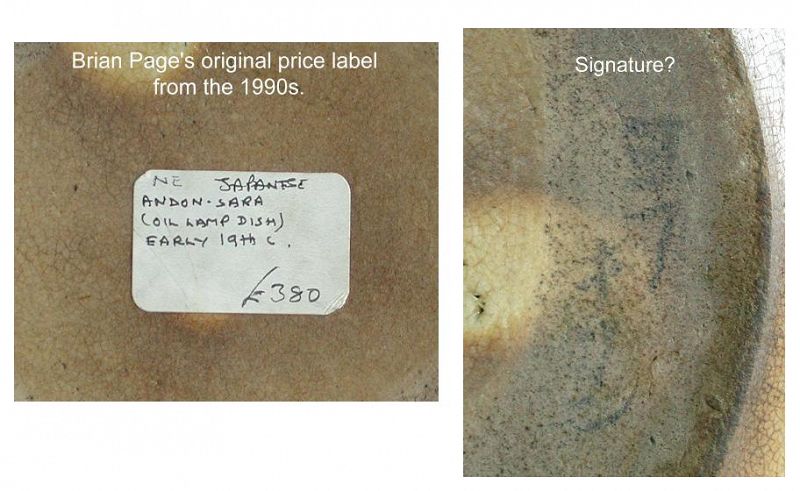 Brian Page's original price label
from the 1990s.
NE JAPANESE
ANDON-SARA
(OIL LAMP DISH)
EARLY 19th C.
£380
Signature?